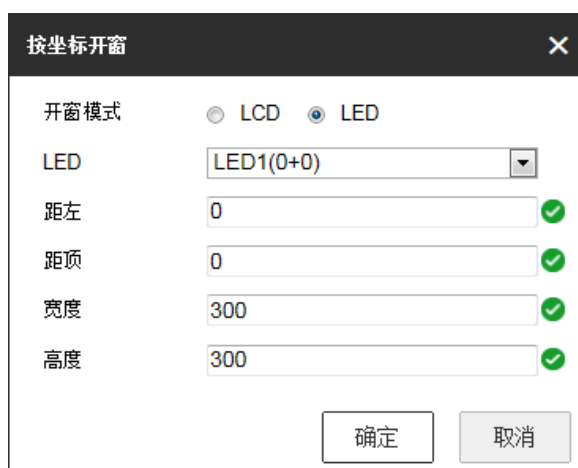 按坐标开窗
开窗模式 LCD LED
LED LED1(0+0)
距左 0
距顶 0
宽度 300
高度 300
确定 取消